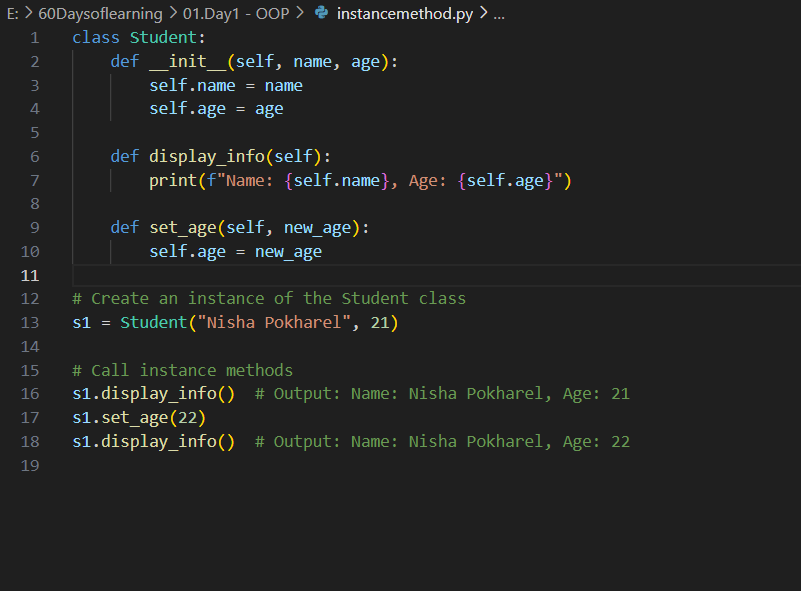 E: > 60Daysoflearning > 01.Day1 - OOP > instancemethod.py > ...
1 class Student:
2     def __init__(self, name, age):
3         self.name = name
4         self.age = age
5
6     def display_info(self):
7         print(f"Name: {self.name}, Age: {self.age}")
8
9     def set_age(self, new_age):
10         self.age = new_age
11
12 # Create an instance of the Student class
13 s1 = Student("Nisha Pokharel", 21)
14
15 # Call instance methods
16 s1.display_info()  # Output: Name: Nisha Pokharel, Age: 21
17 s1.set_age(22)
18 s1.display_info()  # Output: Name: Nisha Pokharel, Age: 22
19